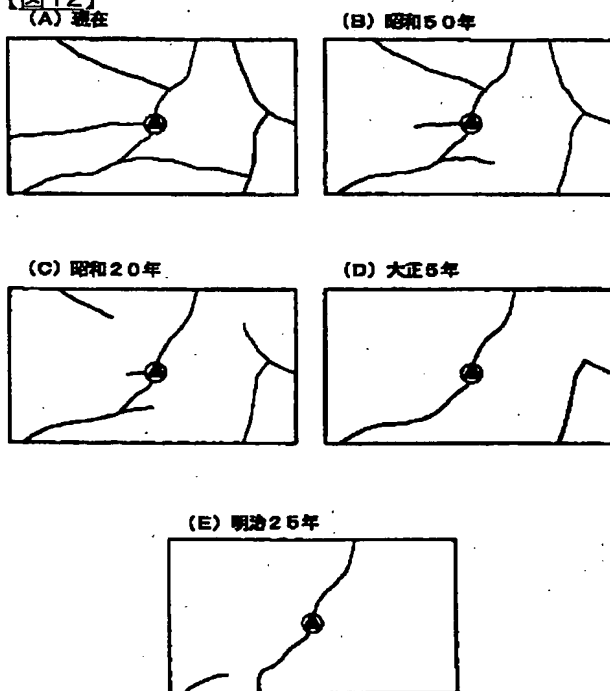 【図12】
(A) 現在
(B) 昭和50年
(C) 昭和20年
(D) 大正5年
(E) 明治25年